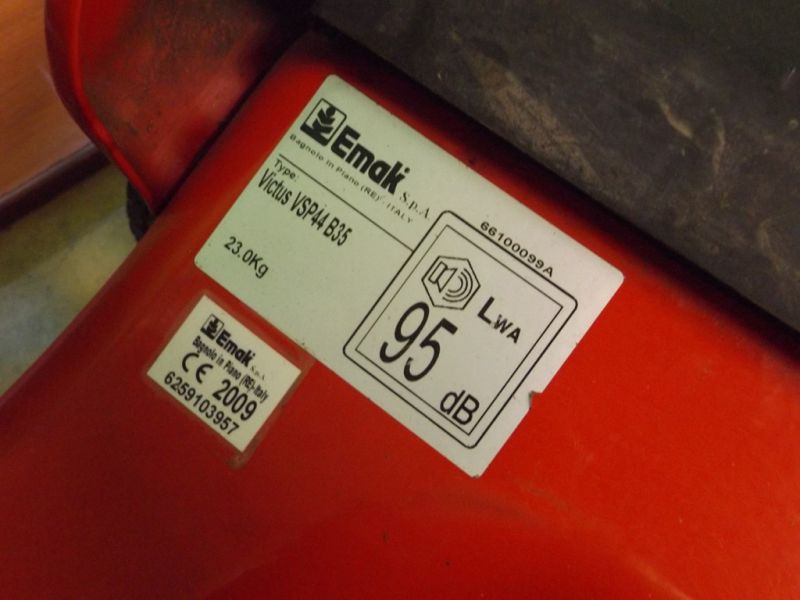 Emak S.p.A.
Bagnolo in Piano (RE) ITALY
Type:
Victus VSP44 B35
23.0Kg
66100099A
LWA
95
dB
Emak S.p.A.
Bagnolo in Piano (RE)-Italy
CE 2009
6259103957